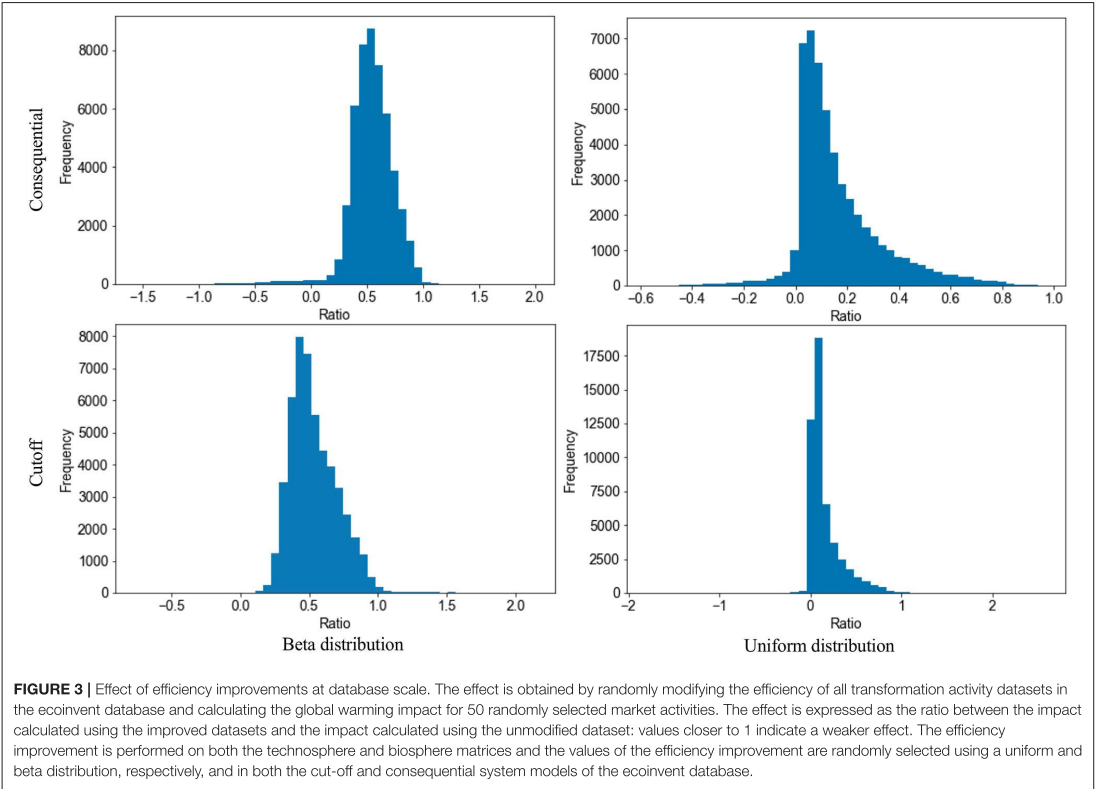 Consequential
Frequency
8000
6000
4000
2000
0
−1.5 −1.0 −0.5 0.0 0.5 1.0 1.5 2.0
Ratio
Frequency
7000
6000
5000
4000
3000
2000
1000
0
−0.6 −0.4 −0.2 0.0 0.2 0.4 0.6 0.8 1.0
Ratio
Cutoff
Frequency
8000
7000
6000
5000
4000
3000
2000
1000
0
−0.5 0.0 0.5 1.0 1.5 2.0
Ratio
Beta distribution
Frequency
17500
15000
12500
10000
7500
5000
2500
0
−2 −1 0 1 2
Ratio
Uniform distribution
FIGURE 3 | Effect of efficiency improvements at database scale. The effect is obtained by randomly modifying the efficiency of all transformation activity datasets in
the ecoinvent database and calculating the global warming impact for 50 randomly selected market activities. The effect is expressed as the ratio between the impact
calculated using the improved datasets and the impact calculated using the unmodified dataset: values closer to 1 indicate a weaker effect. The efficiency
improvement is performed on both the technosphere and biosphere matrices and the values of the efficiency improvement are randomly selected using a uniform and
beta distribution, respectively, and in both the cut-off and consequential system models of the ecoinvent database.